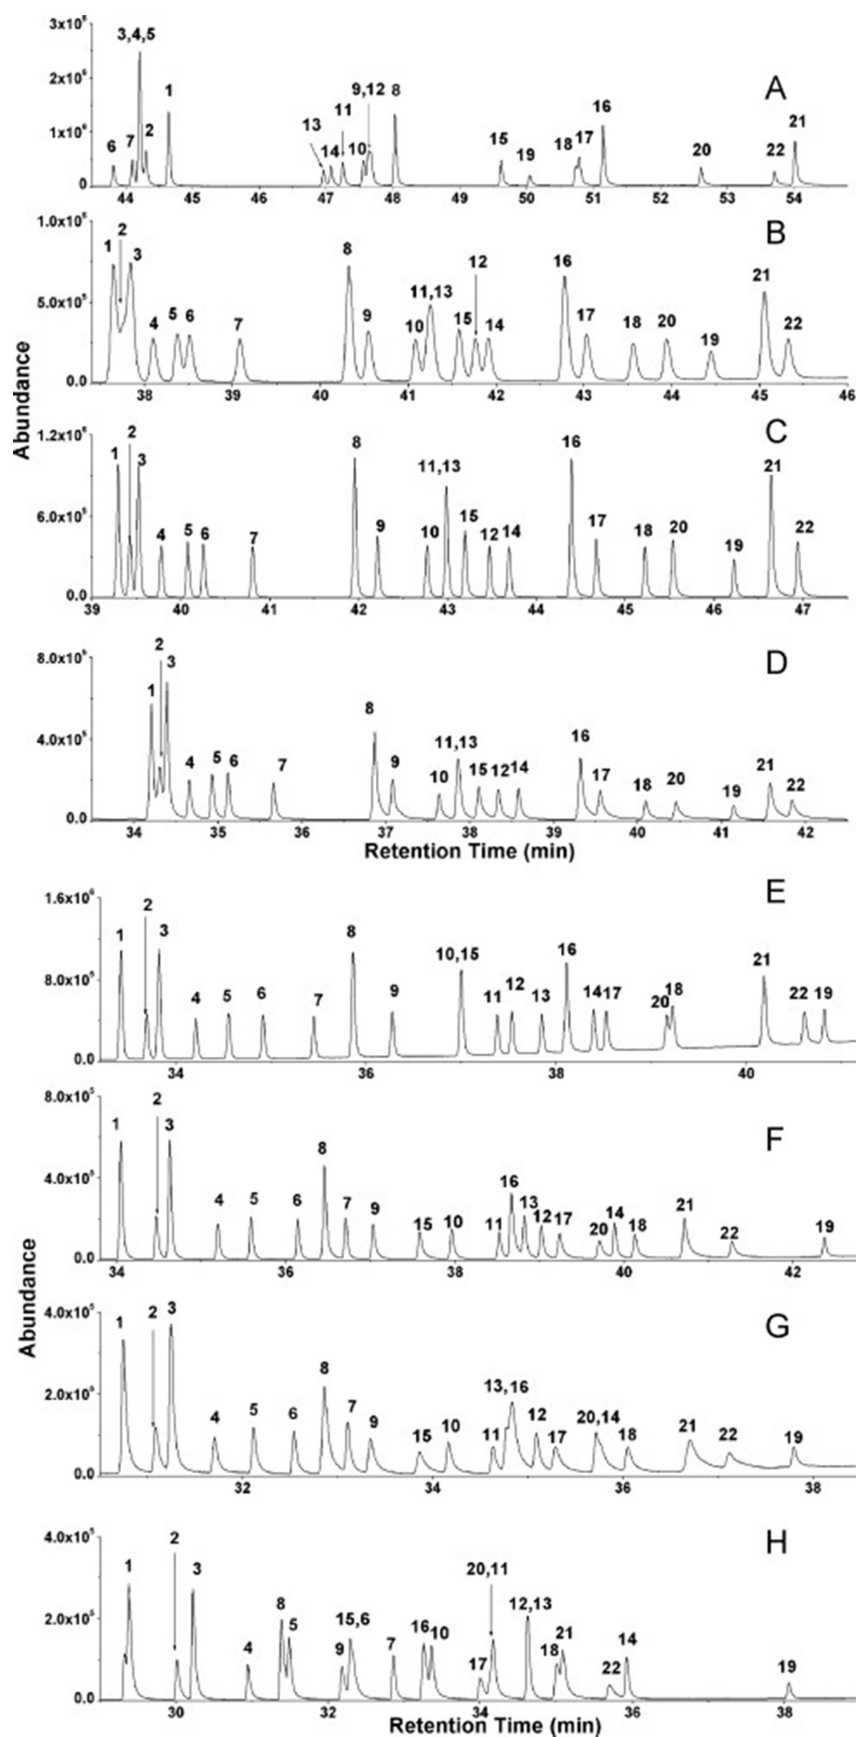 3x10⁶
3,4,5
A
2x10⁶
1 9,12 8
11 16
1x10⁶
13 15 18 17 21
6 7 2 14 10 19 20 22
0
44 45 46 47 48 49 50 51 52 53 54
1.0x10⁶
B
1 2 3 8 12 16 21
11,13
5.0x10⁵
4 5 6 7 9 10 15 14 17 18 20 19 22
0.0
38 39 40 41 42 43 44 45 46
Abundance
1.2x10⁶
C
1 2 3 8 11,13 16 21
6.0x10⁵
4 5 6 7 9 10 15 12 14 17 18 20 19 22
0.0
39 40 41 42 43 44 45 46 47
8.0x10⁵
D
1 2 3 8 11,13 16
4.0x10⁵
4 5 6 7 9 10 15 12 14 17 18 20 19 21 22
0.0
34 35 36 37 38 39 40 41 42
Retention Time (min)
1.6x10⁶
E
1 2 3 8 10,15 16 21
8.0x10⁵
4 5 6 7 9 11 12 13 14 17 20 18 22 19
0.0
34 36 38 40
8.0x10⁵
F
1 2 3 8 16
4.0x10⁵
4 5 6 7 9 15 10 11 13 12 17 20 14 18 21 22 19
0.0
34 36 38 40 42
Abundance
4.0x10⁵
G
1 2 3 8 13,16
2.0x10⁵
4 5 6 7 9 15 10 11 12 17 20,14 18 21 22 19
0.0
32 34 36 38
4.0x10⁵
H
1 2 3 20,11
8 12,13
2.0x10⁵
4 5 9 15,6 7 16 10 17 18 21 22 14 19
0.0
30 32 34 36 38
Retention Time (min)